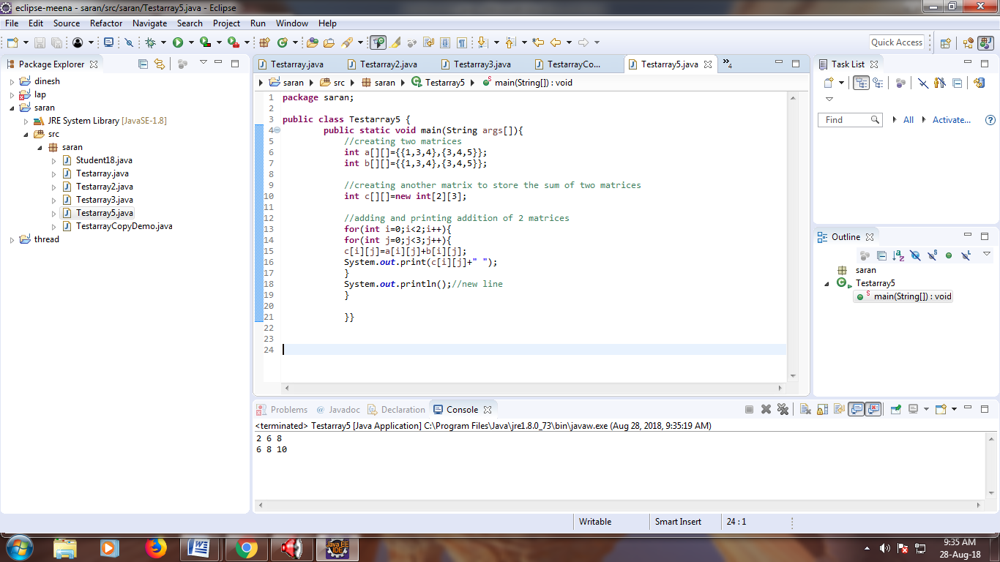 eclipse-meena - saran/src/saran/Testarray5.java - Eclipse
File Edit Source Refactor Navigate Search Project Run Window Help
Quick Access
Package Explorer
dinesh
lap
saran
JRE System Library [JavaSE-1.8]
src
saran
Student18.java
Testarray.java
Testarray2.java
Testarray3.java
Testarray5.java
TestarrayCopyDemo.java
thread
Testarray.java Testarray2.java Testarray3.java TestarrayCo... Testarray5.java »4
saran src saran Testarray5 main(String[]) : void
1 package saran;
2
3 public class Testarray5 {
4 public static void main(String args[]){
5 //creating two matrices
6 int a[][]={{1,3,4},{3,4,5}};
7 int b[][]={{1,3,4},{3,4,5}};
8
9 //creating another matrix to store the sum of two matrices
10 int c[][]=new int[2][3];
11
12 //adding and printing addition of 2 matrices
13 for(int i=0;i<2;i++){
14 for(int j=0;j<3;j++){
15 c[i][j]=a[i][j]+b[i][j];
16 System.out.print(c[i][j]+" ");
17 }
18 System.out.println();//new line
19 }
20
21 }}
22
23
24
Task List
Find All Activate...
Outline
saran
Testarray5
main(String[]) : void
Problems @ Javadoc Declaration Console
<terminated> Testarray5 [Java Application] C:\Program Files\Java\jre1.8.0_73\bin\javaw.exe (Aug 28, 2018, 9:35:19 AM)
2 6 8
6 8 10
Writable Smart Insert 24 : 1
Java EE
IDE
9:35 AM
28-Aug-18